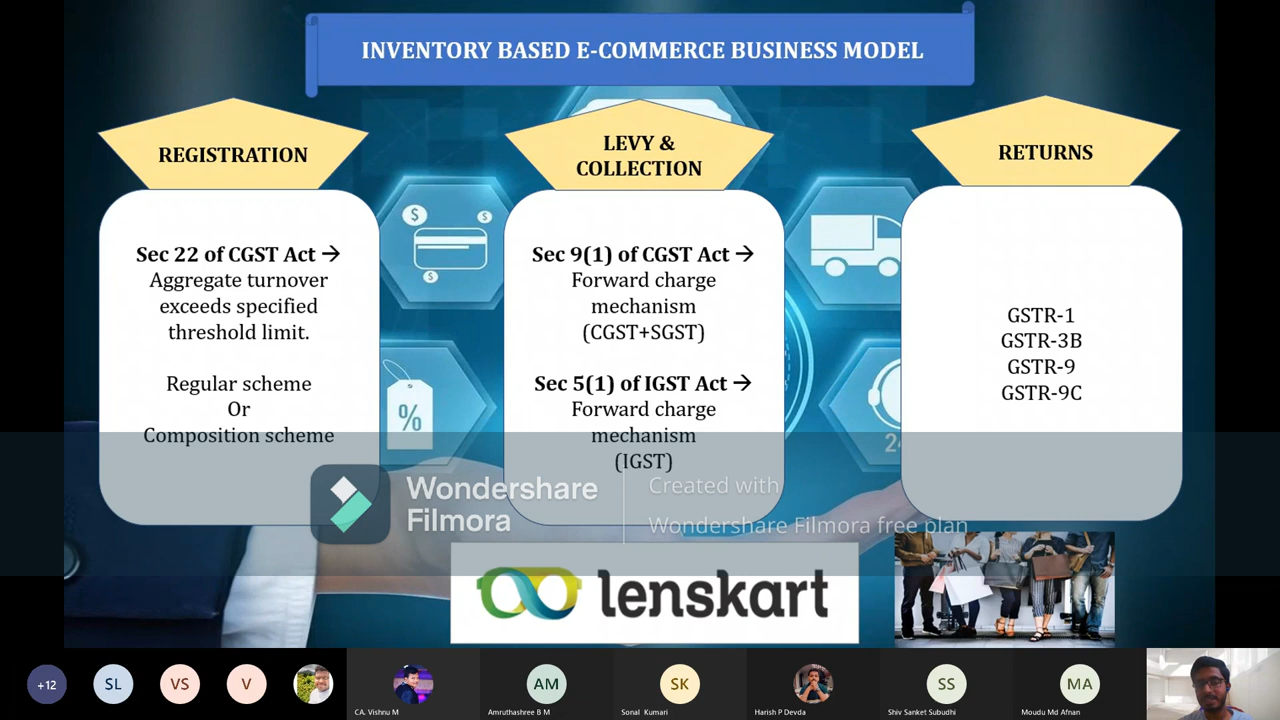 INVENTORY BASED E-COMMERCE BUSINESS MODEL
REGISTRATION
Sec 22 of CGST Act →
Aggregate turnover
exceeds specified
threshold limit.
Regular scheme
Or
Composition scheme
LEVY &
COLLECTION
Sec 9(1) of CGST Act →
Forward charge
mechanism
(CGST+SGST)
Sec 5(1) of IGST Act →
Forward charge
mechanism
(IGST)
RETURNS
GSTR-1
GSTR-3B
GSTR-9
GSTR-9C
$
$
$
%
24
Wondershare
Filmora
Created with
Wondershare Filmora free plan
lenskart
+12
SL
VS
V
CA. Vishnu M
AM
Amruthashree B M
SK
Sonal Kumari
Harish P Devda
SS
Shiv Sanket Subudhi
MA
Moudu Md Afnan